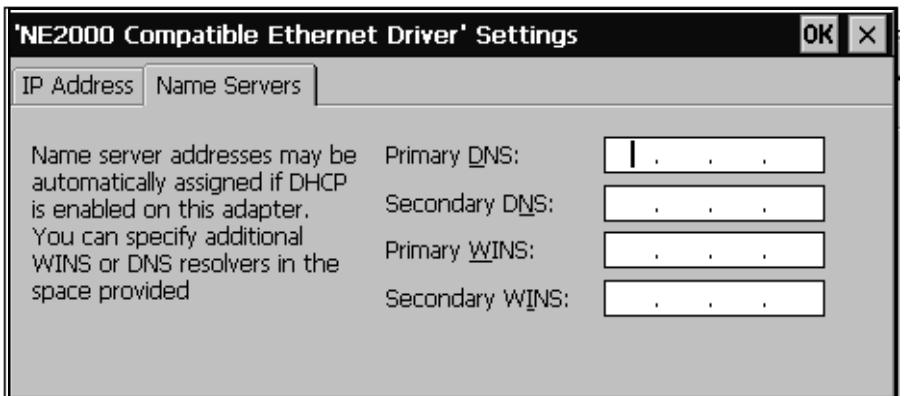 'NE2000 Compatible Ethernet Driver' Settings OK ×
IP Address Name Servers
Name server addresses may be
automatically assigned if DHCP
is enabled on this adapter.
You can specify additional
WINS or DNS resolvers in the
space provided
Primary DNS: . . .
Secondary DNS: . . .
Primary WINS: . . .
Secondary WINS: . . .